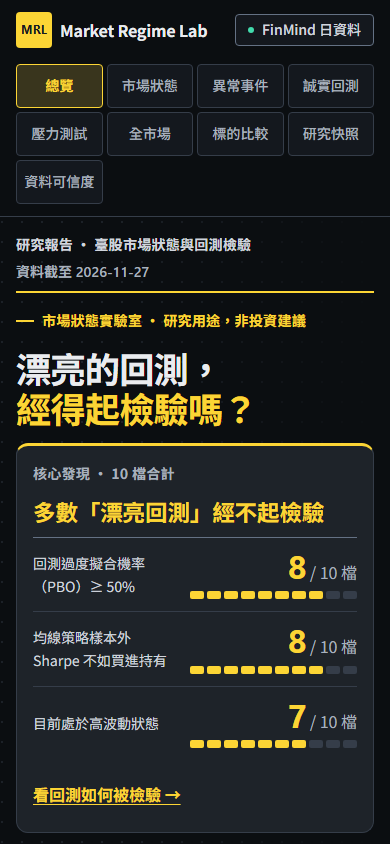 MRL
Market Regime Lab
FinMind 日資料
總覽
市場狀態
異常事件
誠實回測
壓力測試
全市場
標的比較
研究快照
資料可信度
研究報告 · 臺股市場狀態與回測檢驗
資料截至 2026-11-27
市場狀態實驗室 · 研究用途,非投資建議
漂亮的回測,
經得起檢驗嗎?
核心發現 · 10 檔合計
多數「漂亮回測」經不起檢驗
回測過度擬合機率
(PBO)≥ 50%
8 / 10 檔
均線策略樣本外
Sharpe 不如買進持有
8 / 10 檔
目前處於高波動狀態
7 / 10 檔
看回測如何被檢驗 →